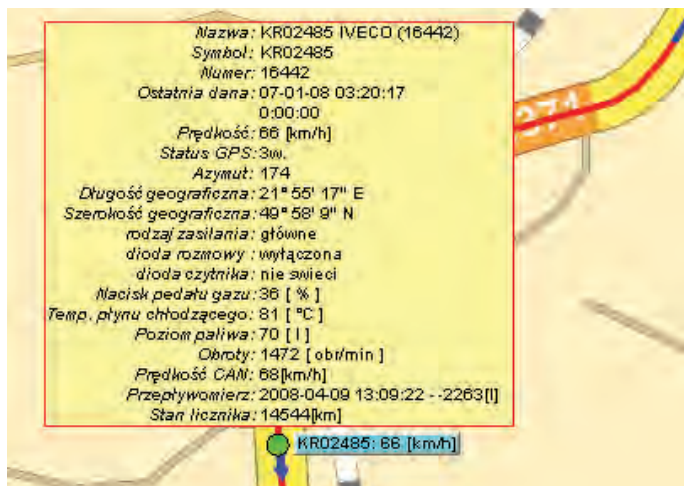 Nazwa: KR02485 IVECO (16442)
Symbol: KR02485
Numer: 16442
Ostatnia dana: 07-01-08 03:20:17
0:00:00
Prędkość: 66 [km/h]
Status GPS: 3w.
Azymut: 174
Długość geograficzna: 21° 55' 17" E
Szerokość geograficzna: 49° 58' 9" N
rodzaj zasilania: główne
dioda rozmowy : wyłączona
dioda czytnika: nie swieci
Nacisk pedału gazu: 36 [ % ]
Temp. płynu chłodzącego: 81 [ °C ]
Poziom paliwa: 70 [ l ]
Obroty: 1472 [ obr/min ]
Prędkość CAN: 68[km/h]
Przepływomierz: 2008-04-09 13:09:22 --2263[l]
Stan licznika: 14544[km]
371
KR02485: 66 [km/h]